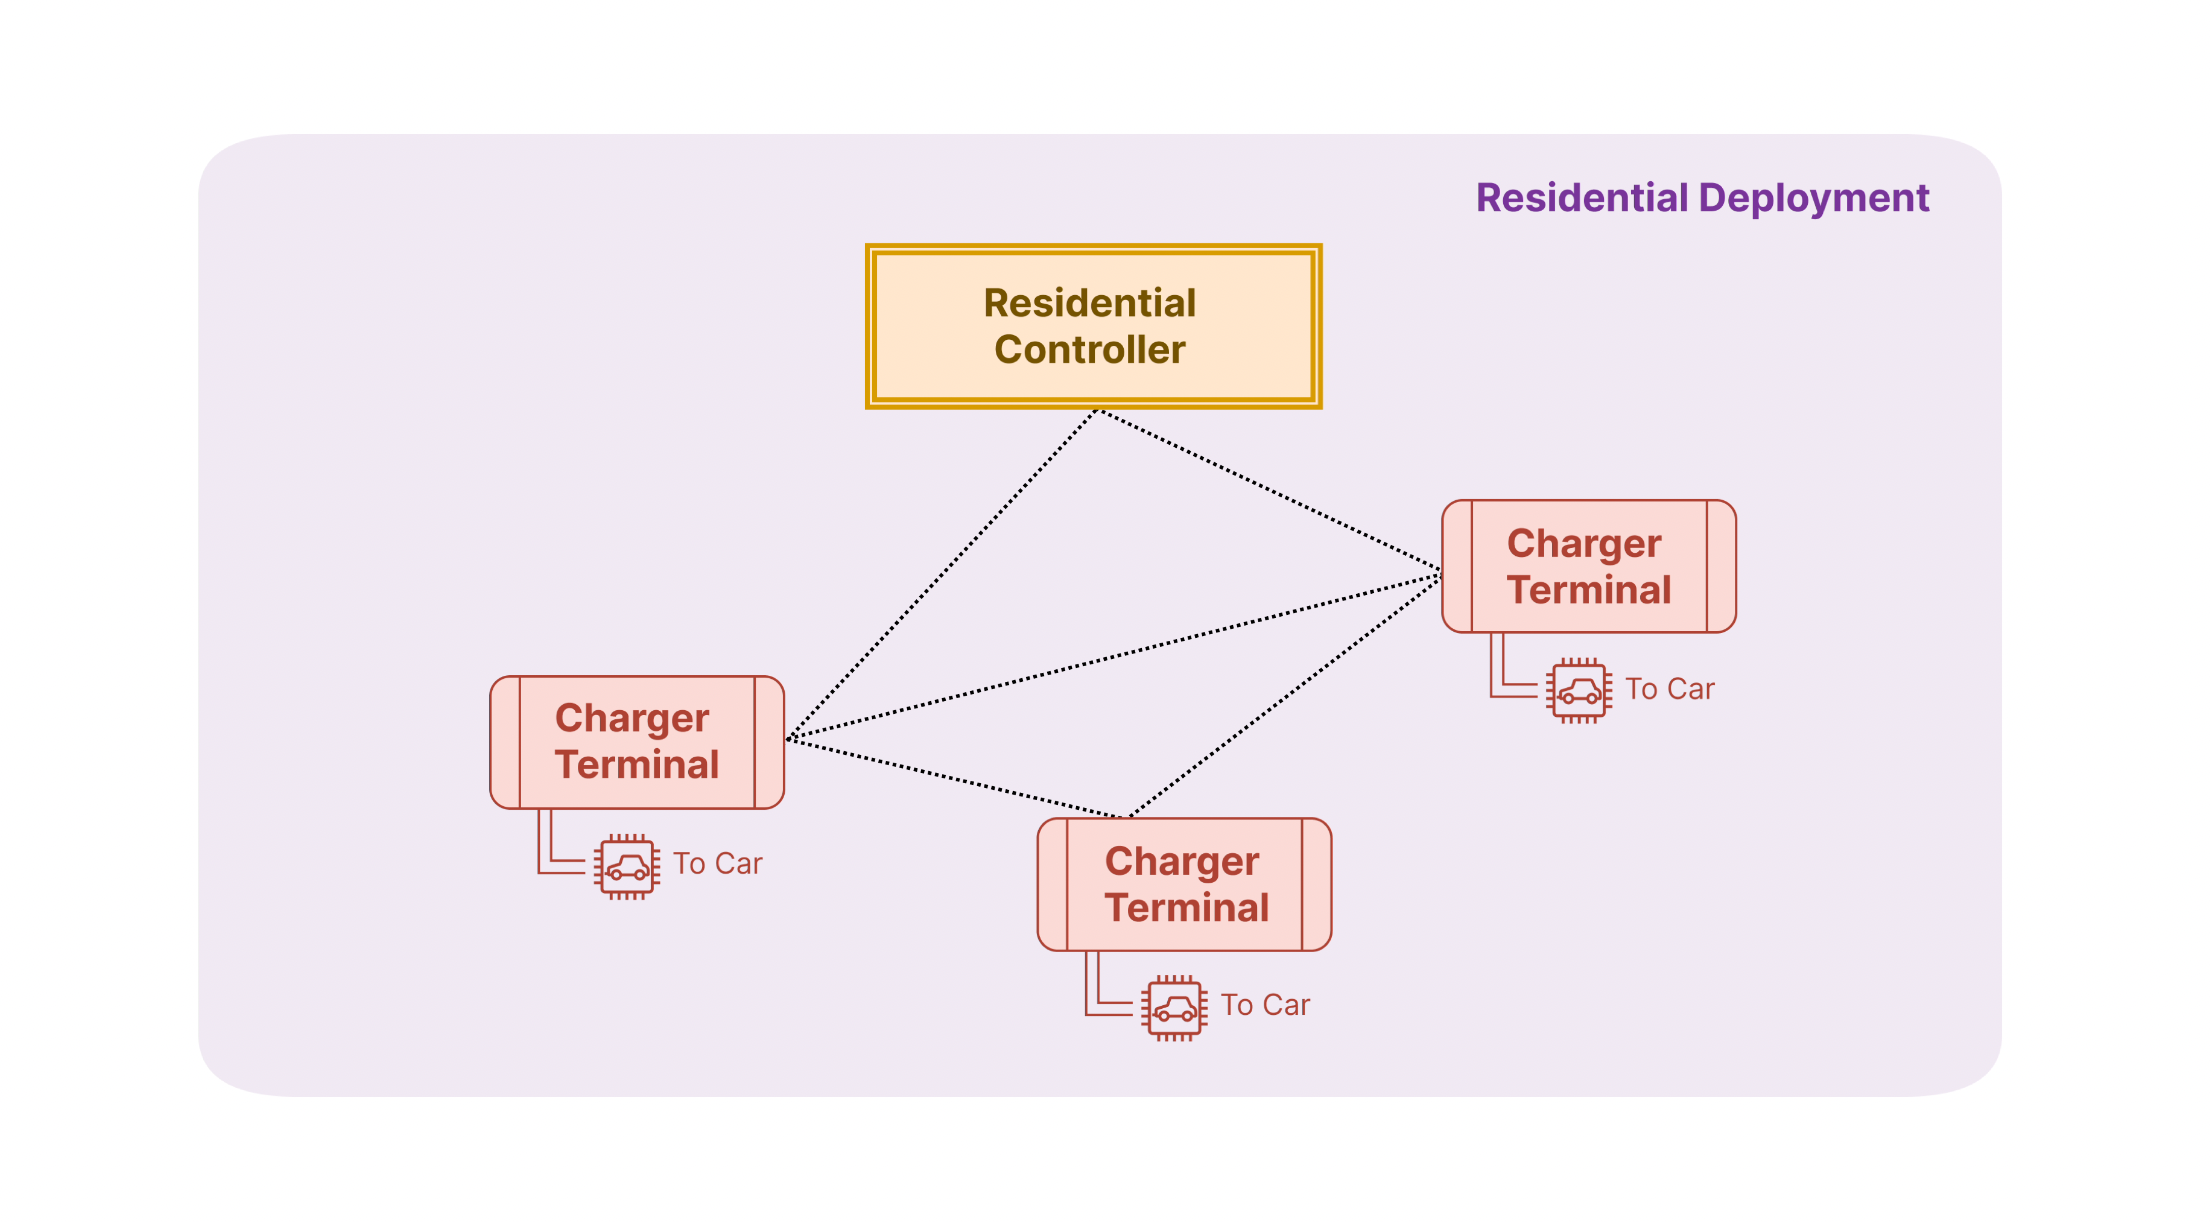 Residential Deployment
Residential
Controller
Charger
Terminal
To Car
Charger
Terminal
To Car
Charger
Terminal
To Car